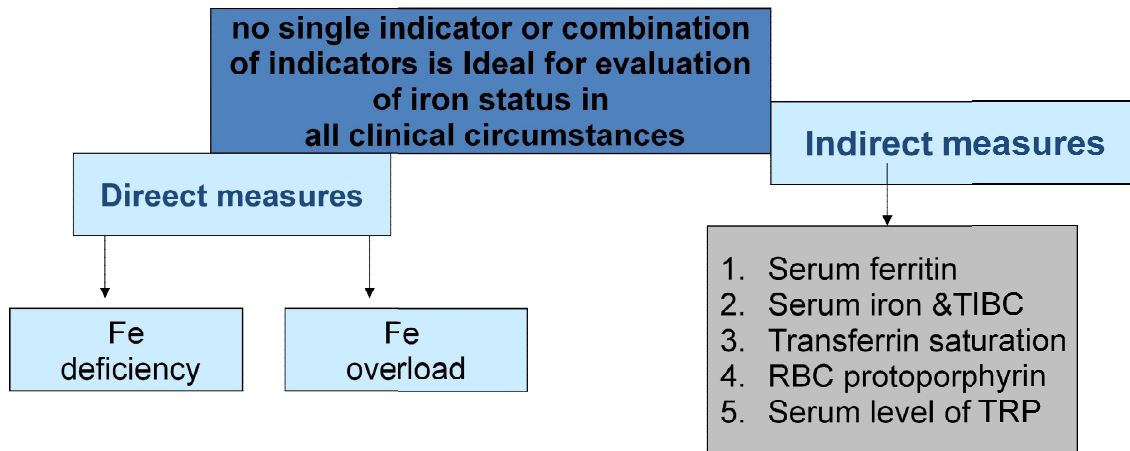 no single indicator or combination
of indicators is Ideal for evaluation
of iron status in
all clinical circumstances
Indirect measures
Direect measures
1. Serum ferritin
2. Serum iron &TIBC
3. Transferrin saturation
4. RBC protoporphyrin
5. Serum level of TRP
Fe
deficiency
Fe
overload